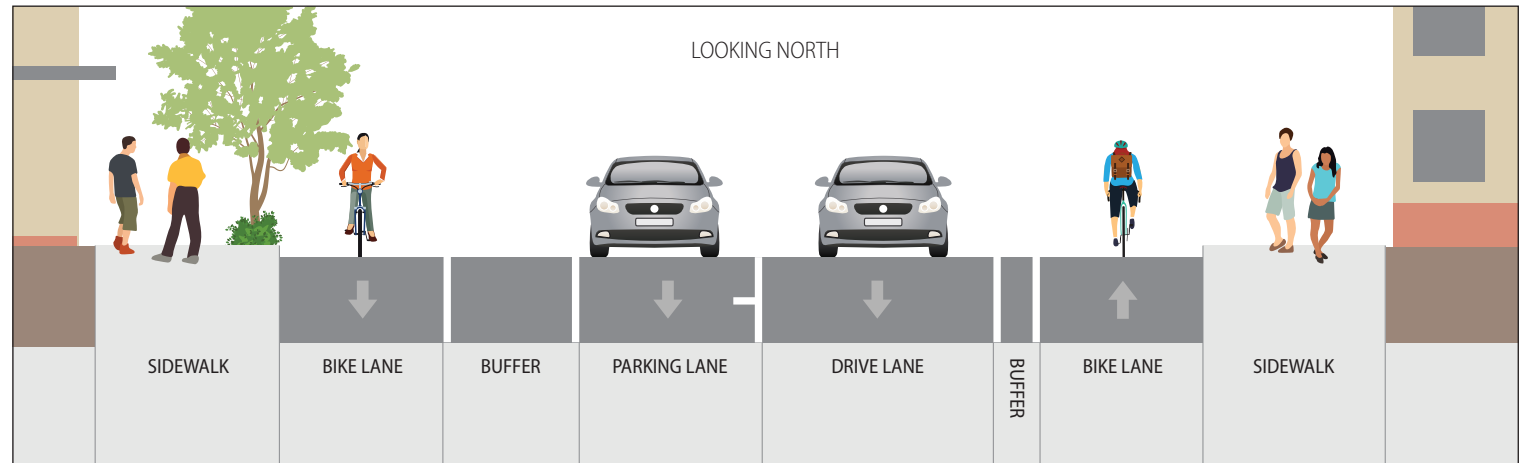 LOOKING NORTH
SIDEWALK
BIKE LANE
BUFFER
PARKING LANE
DRIVE LANE
BUFFER
BIKE LANE
SIDEWALK